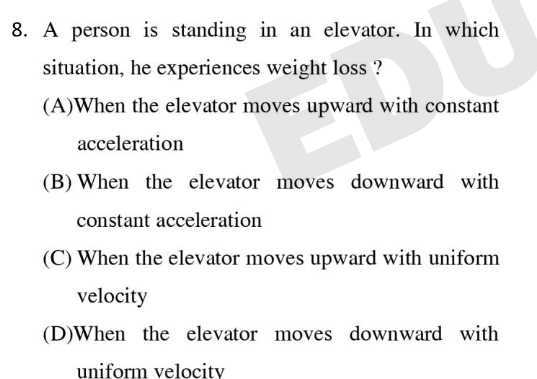 8. A person is standing in an elevator. In which
situation, he experiences weight loss ?
(A)When the elevator moves upward with constant
acceleration
(B) When the elevator moves downward with
constant acceleration
(C) When the elevator moves upward with uniform
velocity
(D)When the elevator moves downward with
uniform velocity
EDU